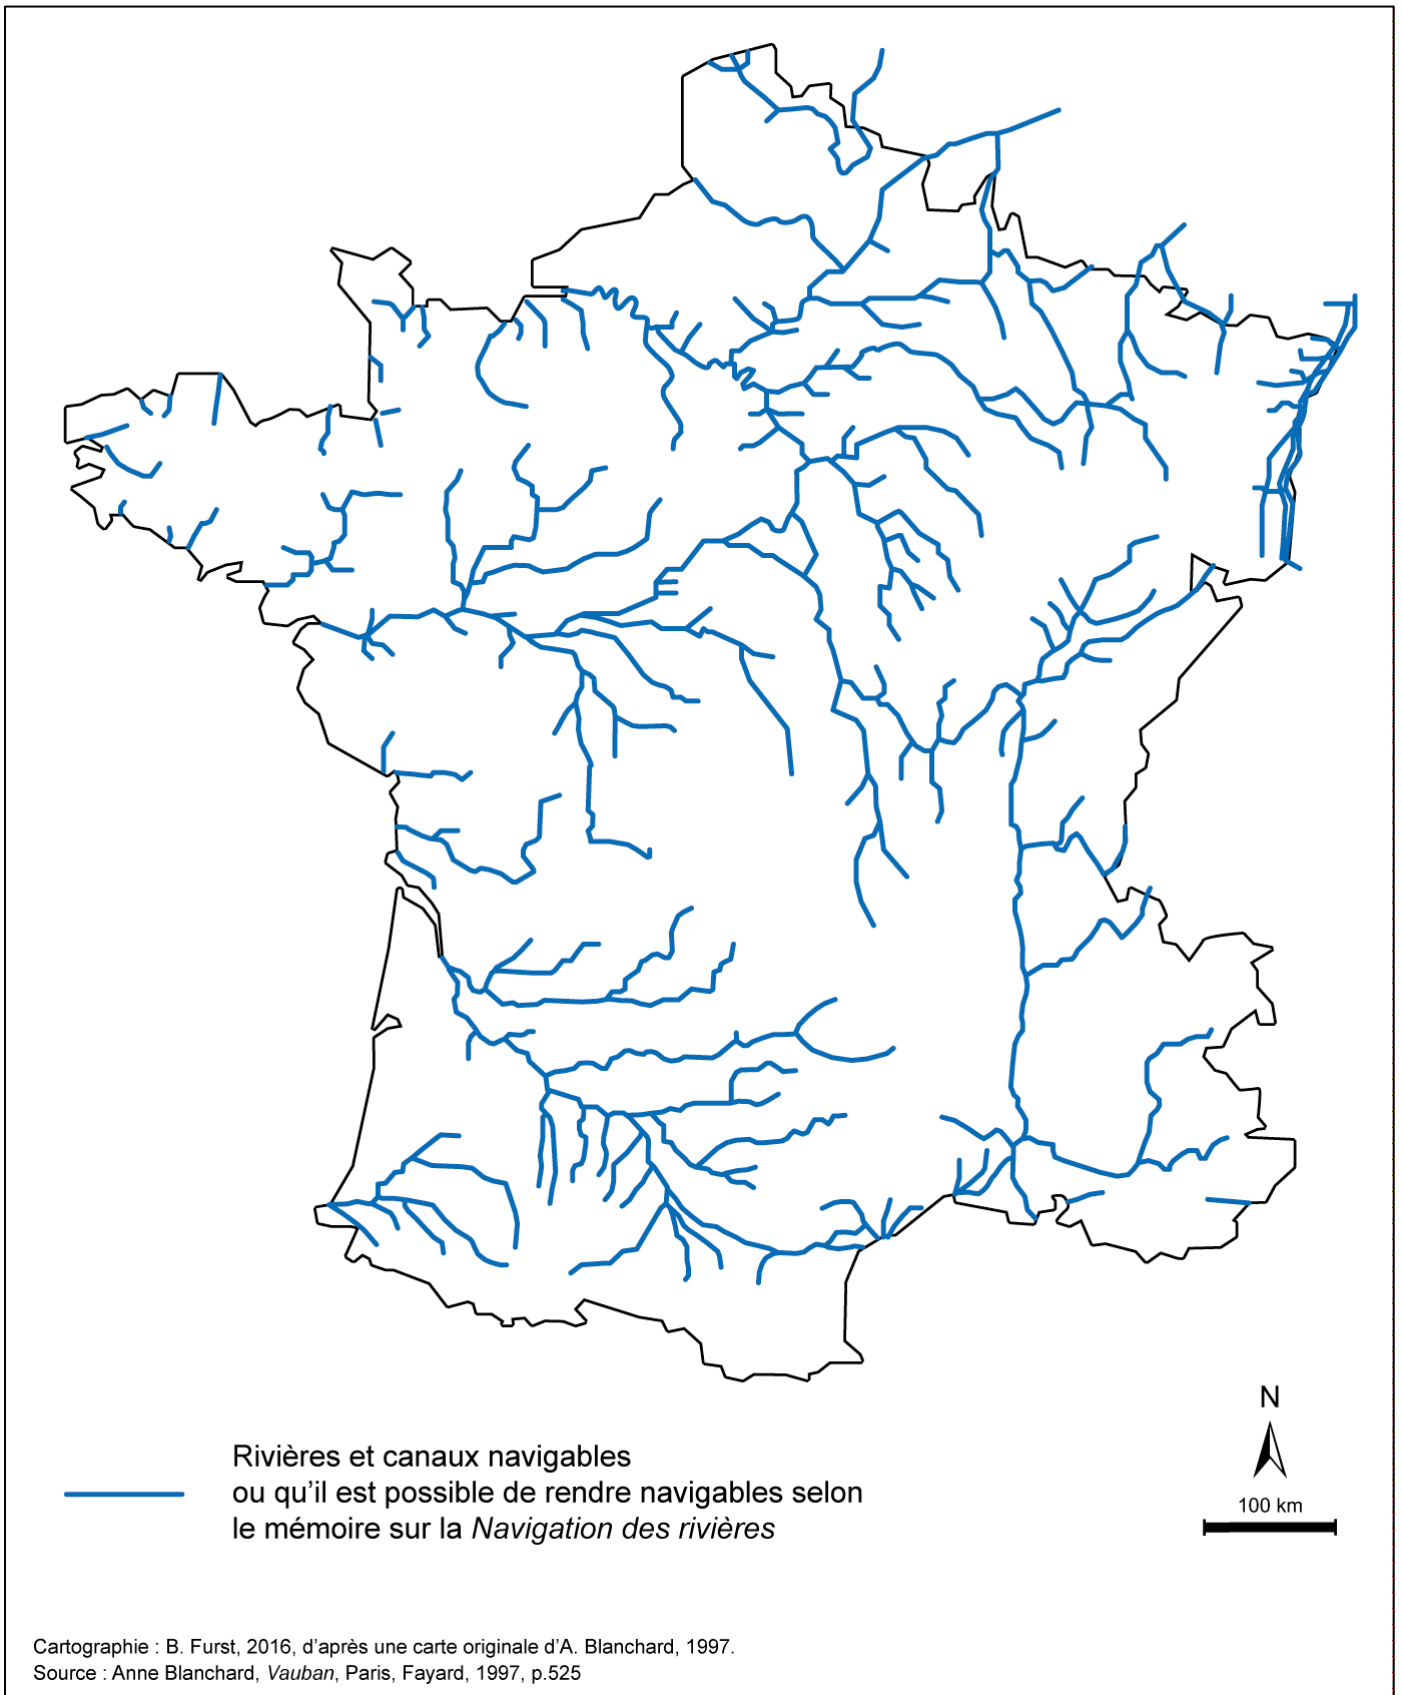 N
100 km
Rivières et canaux navigables
ou qu’il est possible de rendre navigables selon
le mémoire sur la Navigation des rivières
Cartographie : B. Furst, 2016, d’après une carte originale d’A. Blanchard, 1997.
Source : Anne Blanchard, Vauban, Paris, Fayard, 1997, p.525